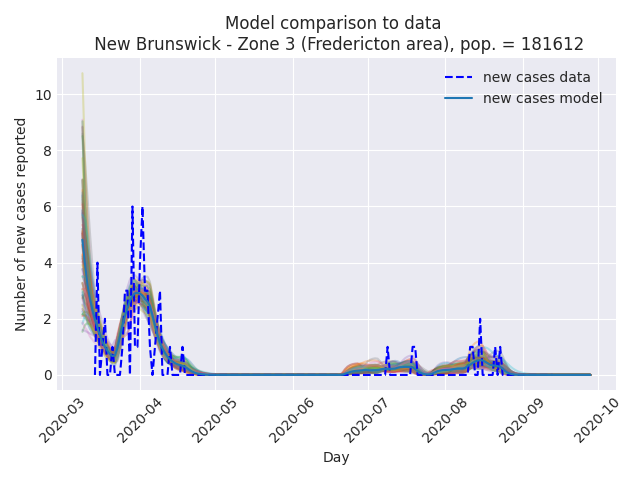 Model comparison to data
New Brunswick - Zone 3 (Fredericton area), pop. = 181612
new cases data
new cases model
Number of new cases reported
10
8
6
4
2
0
2020-03
2020-04
2020-05
2020-06
2020-07
2020-08
2020-09
2020-10
Day